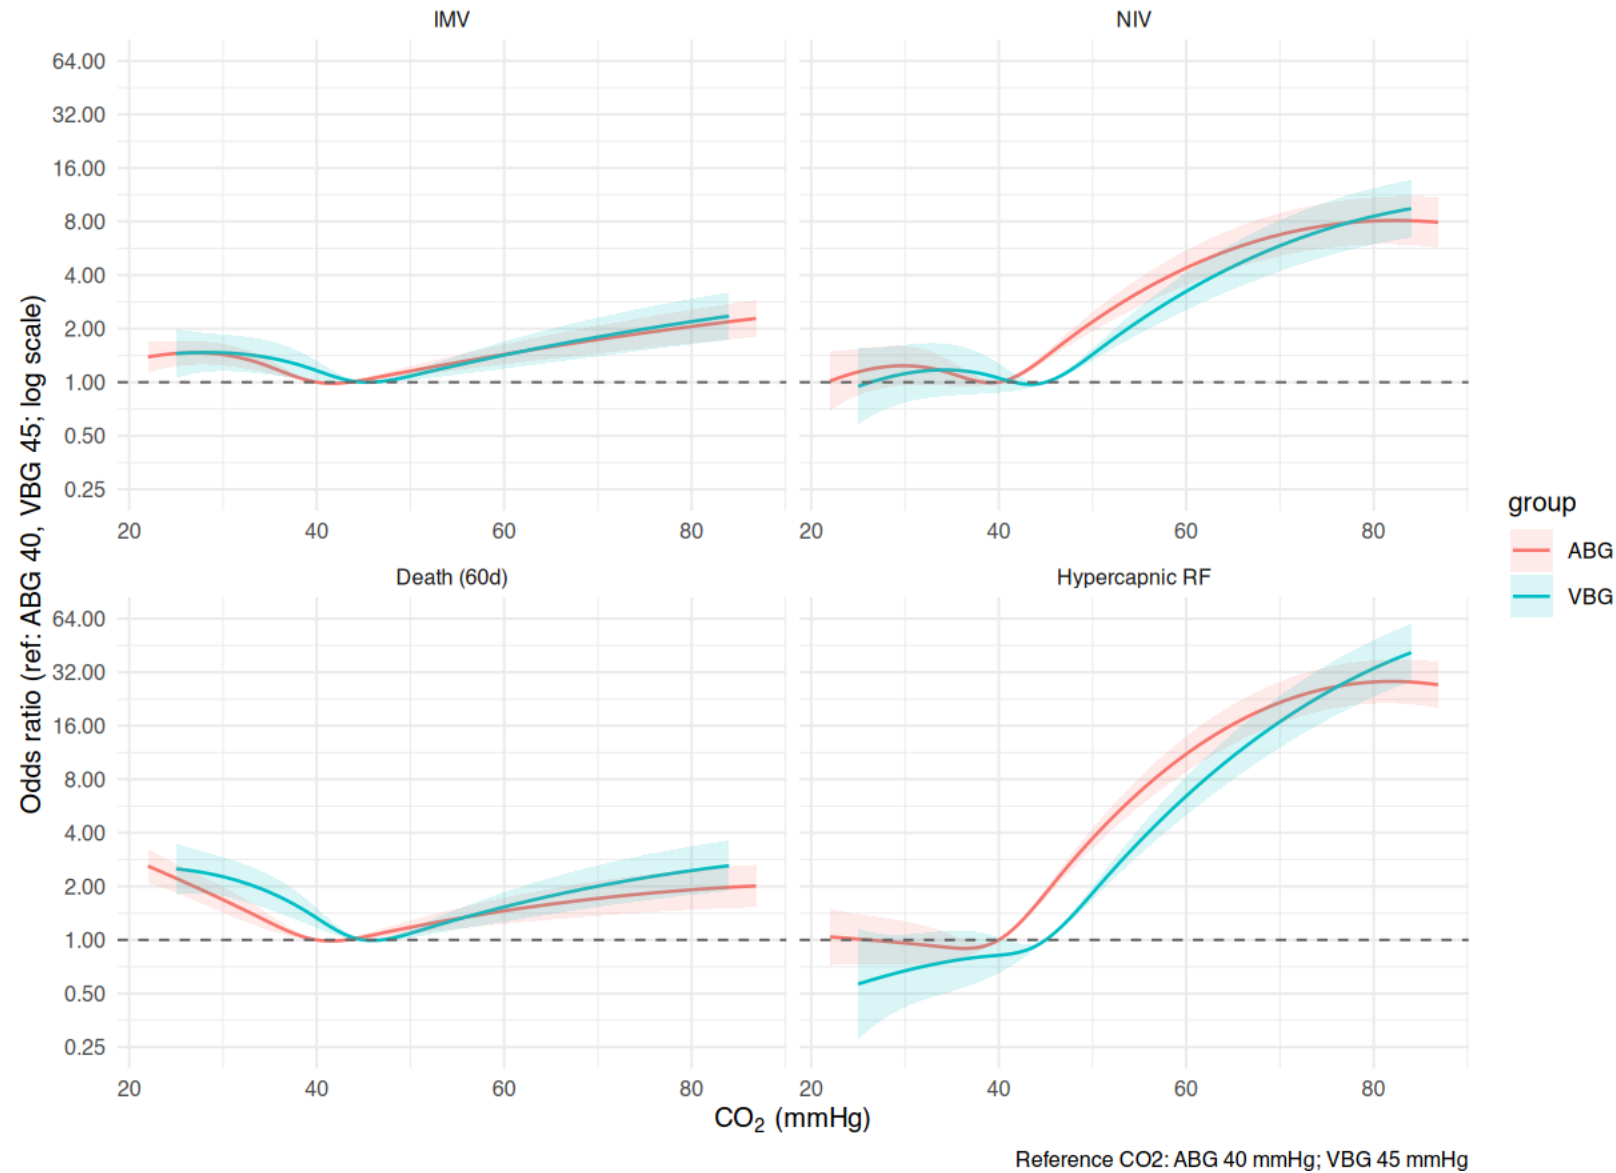 IMV
NIV
64.00
32.00
16.00
8.00
4.00
2.00
1.00
0.50
0.25
20 40 60 80
20 40 60 80
Death (60d)
Hypercapnic RF
64.00
32.00
16.00
8.00
4.00
2.00
1.00
0.50
0.25
20 40 60 80
20 40 60 80
Odds ratio (ref: ABG 40, VBG 45; log scale)
CO₂ (mmHg)
group
ABG
VBG
Reference CO2: ABG 40 mmHg; VBG 45 mmHg